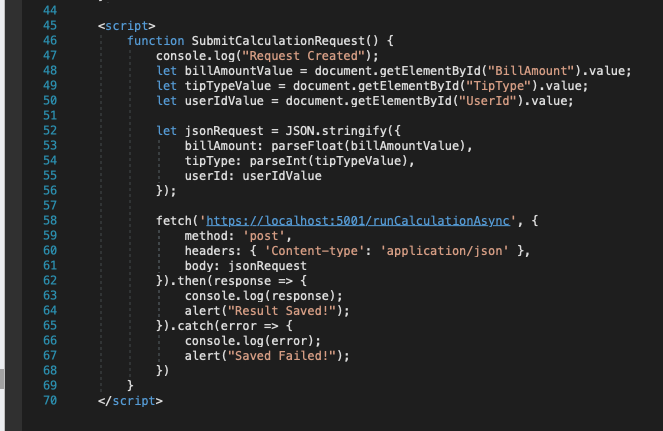 44
45 <script>
46 function SubmitCalculationRequest() {
47 console.log("Request Created");
48 let billAmountValue = document.getElementById("BillAmount").value;
49 let tipTypeValue = document.getElementById("TipType").value;
50 let userIdValue = document.getElementById("UserId").value;
51
52 let jsonRequest = JSON.stringify({
53 billAmount: parseFloat(billAmountValue),
54 tipType: parseInt(tipTypeValue),
55 userId: userIdValue
56 });
57
58 fetch('https://localhost:5001/runCalculationAsync', {
59 method: 'post',
60 headers: { 'Content-type': 'application/json' },
61 body: jsonRequest
62 }).then(response => {
63 console.log(response);
64 alert("Result Saved!");
65 }).catch(error => {
66 console.log(error);
67 alert("Saved Failed!");
68 })
69 }
70 </script>